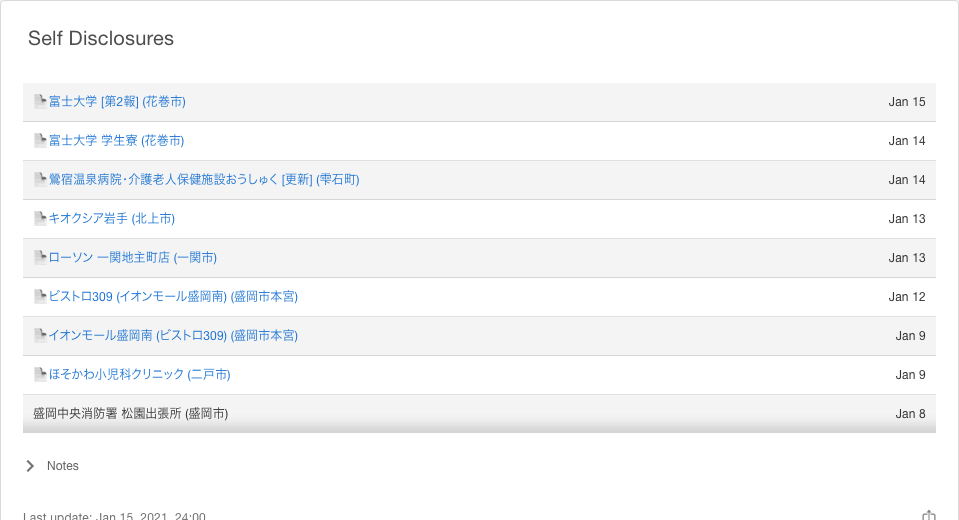 Self Disclosures
富士大学 [第2報] (花巻市) Jan 15
富士大学 学生寮 (花巻市) Jan 14
鶯宿温泉病院･介護老人保健施設おうしゅく [更新] (雫石町) Jan 14
キオクシア岩手 (北上市) Jan 13
ローソン 一関地主町店 (一関市) Jan 13
ビストロ309 (イオンモール盛岡南) (盛岡市本宮) Jan 12
イオンモール盛岡南 (ビストロ309) (盛岡市本宮) Jan 9
ほそかわ小児科クリニック (二戸市) Jan 9
盛岡中央消防署 松園出張所 (盛岡市) Jan 8
Notes
Last update: Jan 15, 2021, 24:00